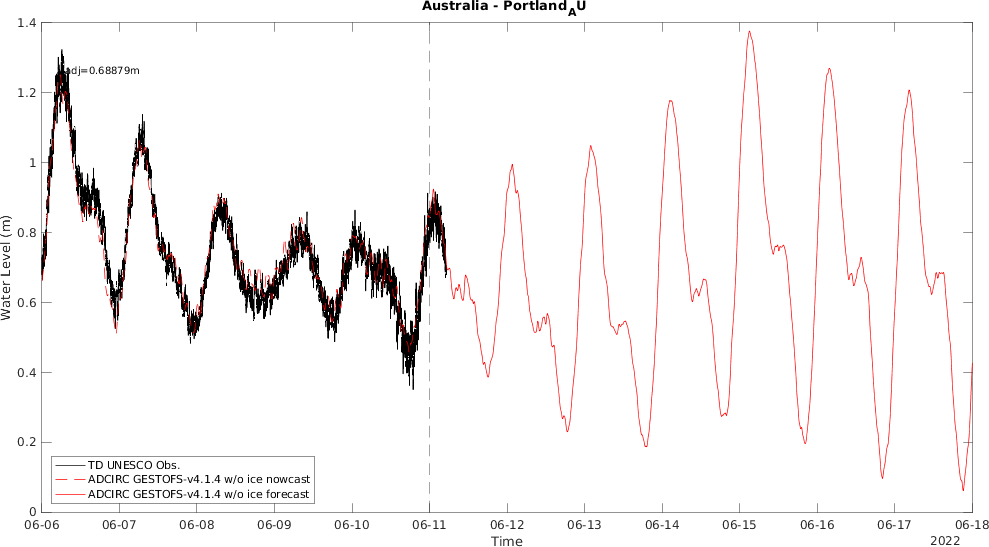 Australia - PortlandAU
adj=0.68879m
1.4
1.2
1
0.8
0.6
0.4
0.2
0
Water Level (m)
TD UNESCO Obs.
ADCIRC GESTOFS-v4.1.4 w/o ice nowcast
ADCIRC GESTOFS-v4.1.4 w/o ice forecast
06-06 06-07 06-08 06-09 06-10 06-11 06-12 06-13 06-14 06-15 06-16 06-17 06-18
Time
2022